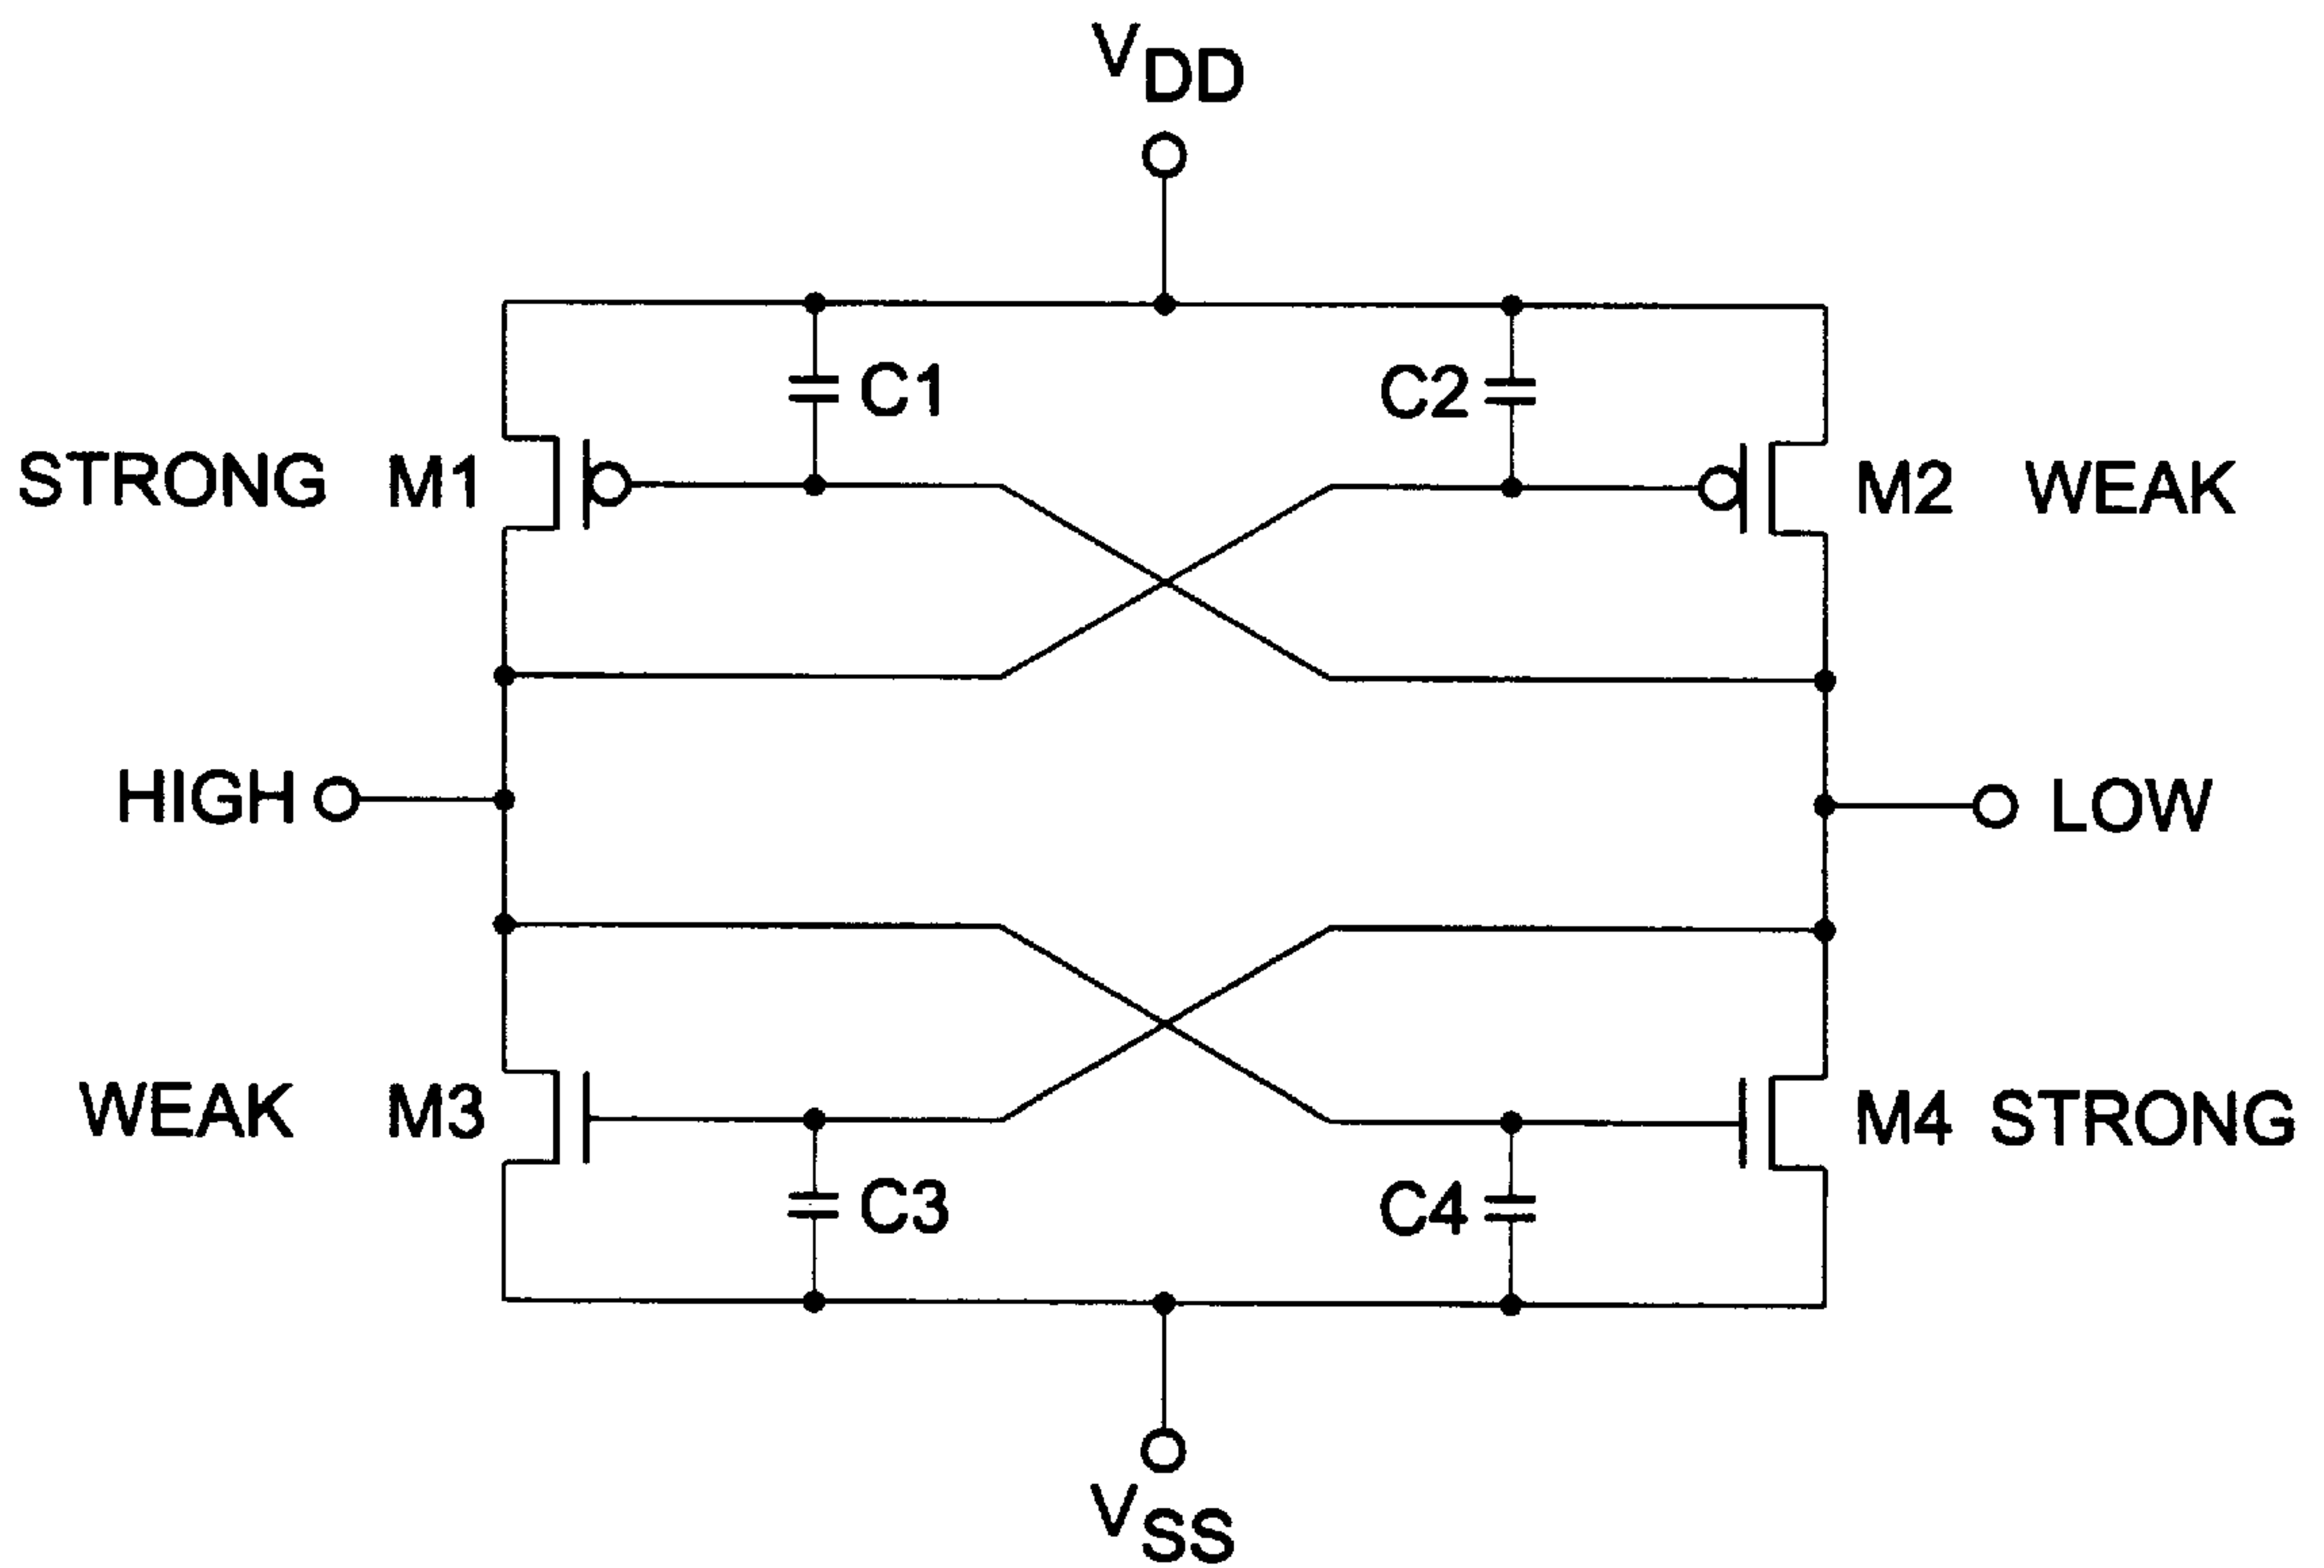 VDD
C1
C2
STRONG M1
M2 WEAK
HIGH
LOW
WEAK M3
M4 STRONG
C3
C4
VSS